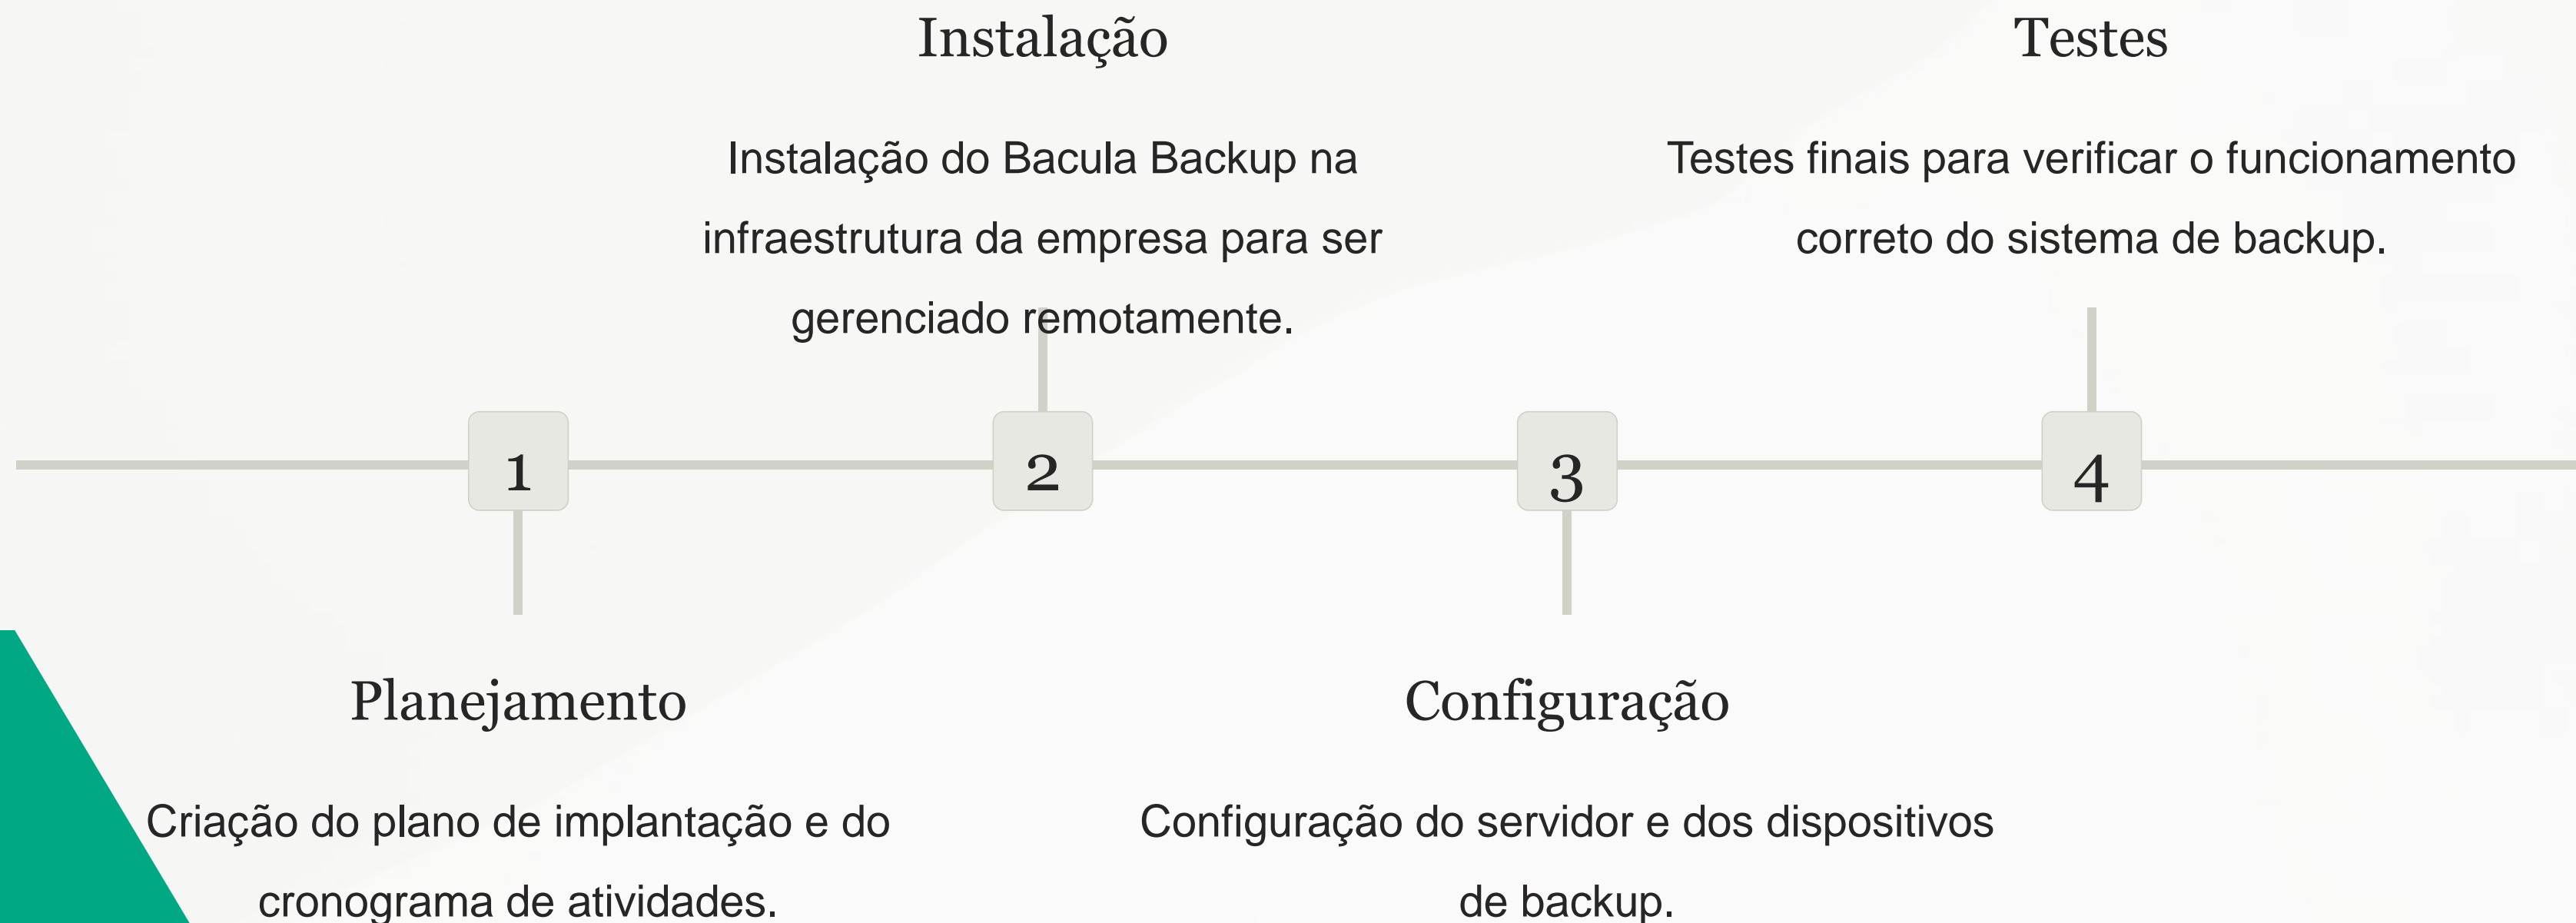 Instalação
Instalação do Bacula Backup na
infraestrutura da empresa para ser
gerenciado remotamente.
Testes
Testes finais para verificar o funcionamento
correto do sistema de backup.
1
2
3
4
Planejamento
Criação do plano de implantação e do
cronograma de atividades.
Configuração
Configuração do servidor e dos dispositivos
de backup.